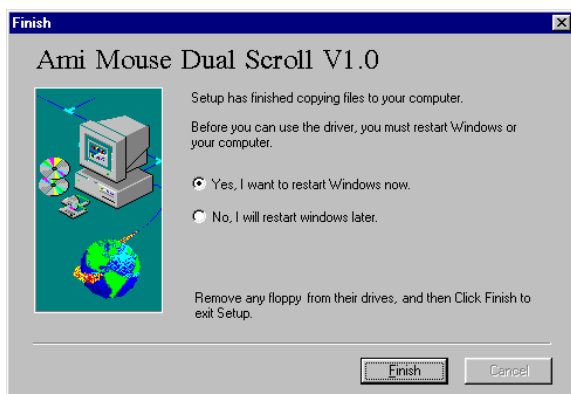 Finish
Ami Mouse Dual Scroll V1.0
Setup has finished copying files to your computer.
Before you can use the driver, you must restart Windows or
your computer.
Yes, I want to restart Windows now.
No, I will restart windows later.
Remove any floppy from their drives, and then Click Finish to
exit Setup.
Finish
Cancel